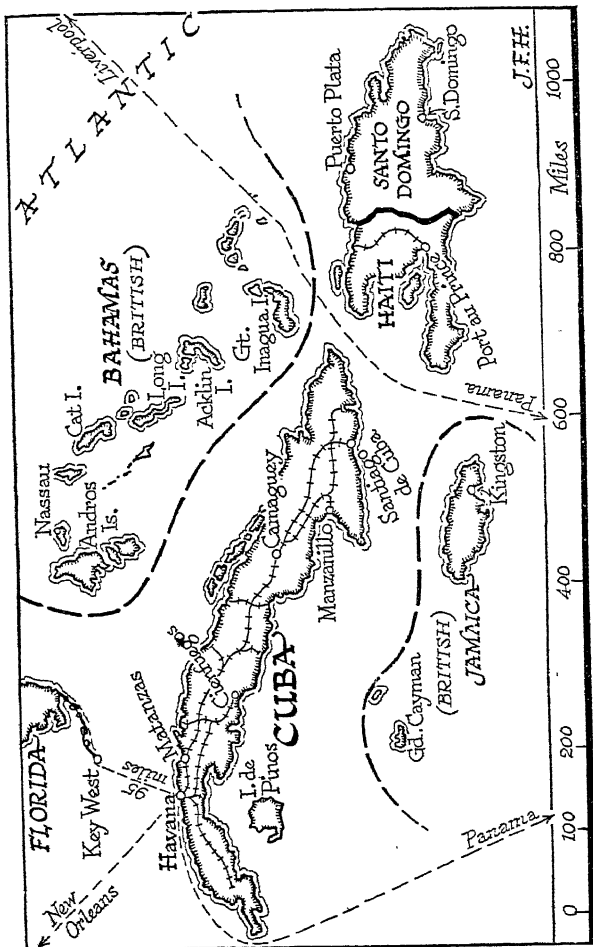 ATLANTIC
Liverpool
FLORIDA
Key West
95
miles
New
Orleans
Havana
Matanzas
Cienfuegos
I. de
Pinos
CUBA
Camaguey
Manzanillo
Santiago
de Cuba
Nassau
Andros
Is.
Cat I.
BAHAMAS
(BRITISH)
Long
I.
Acklin
I.
Gt.
Inagua I.
HAITI
Port au Prince
Puerto Plata
SANTO
DOMINGO
S. Domingo
Panama
Gd. Cayman
(BRITISH)
JAMAICA
Kingston
Panama
0
100
200
400
600
800
Miles
1000
J.F.H.